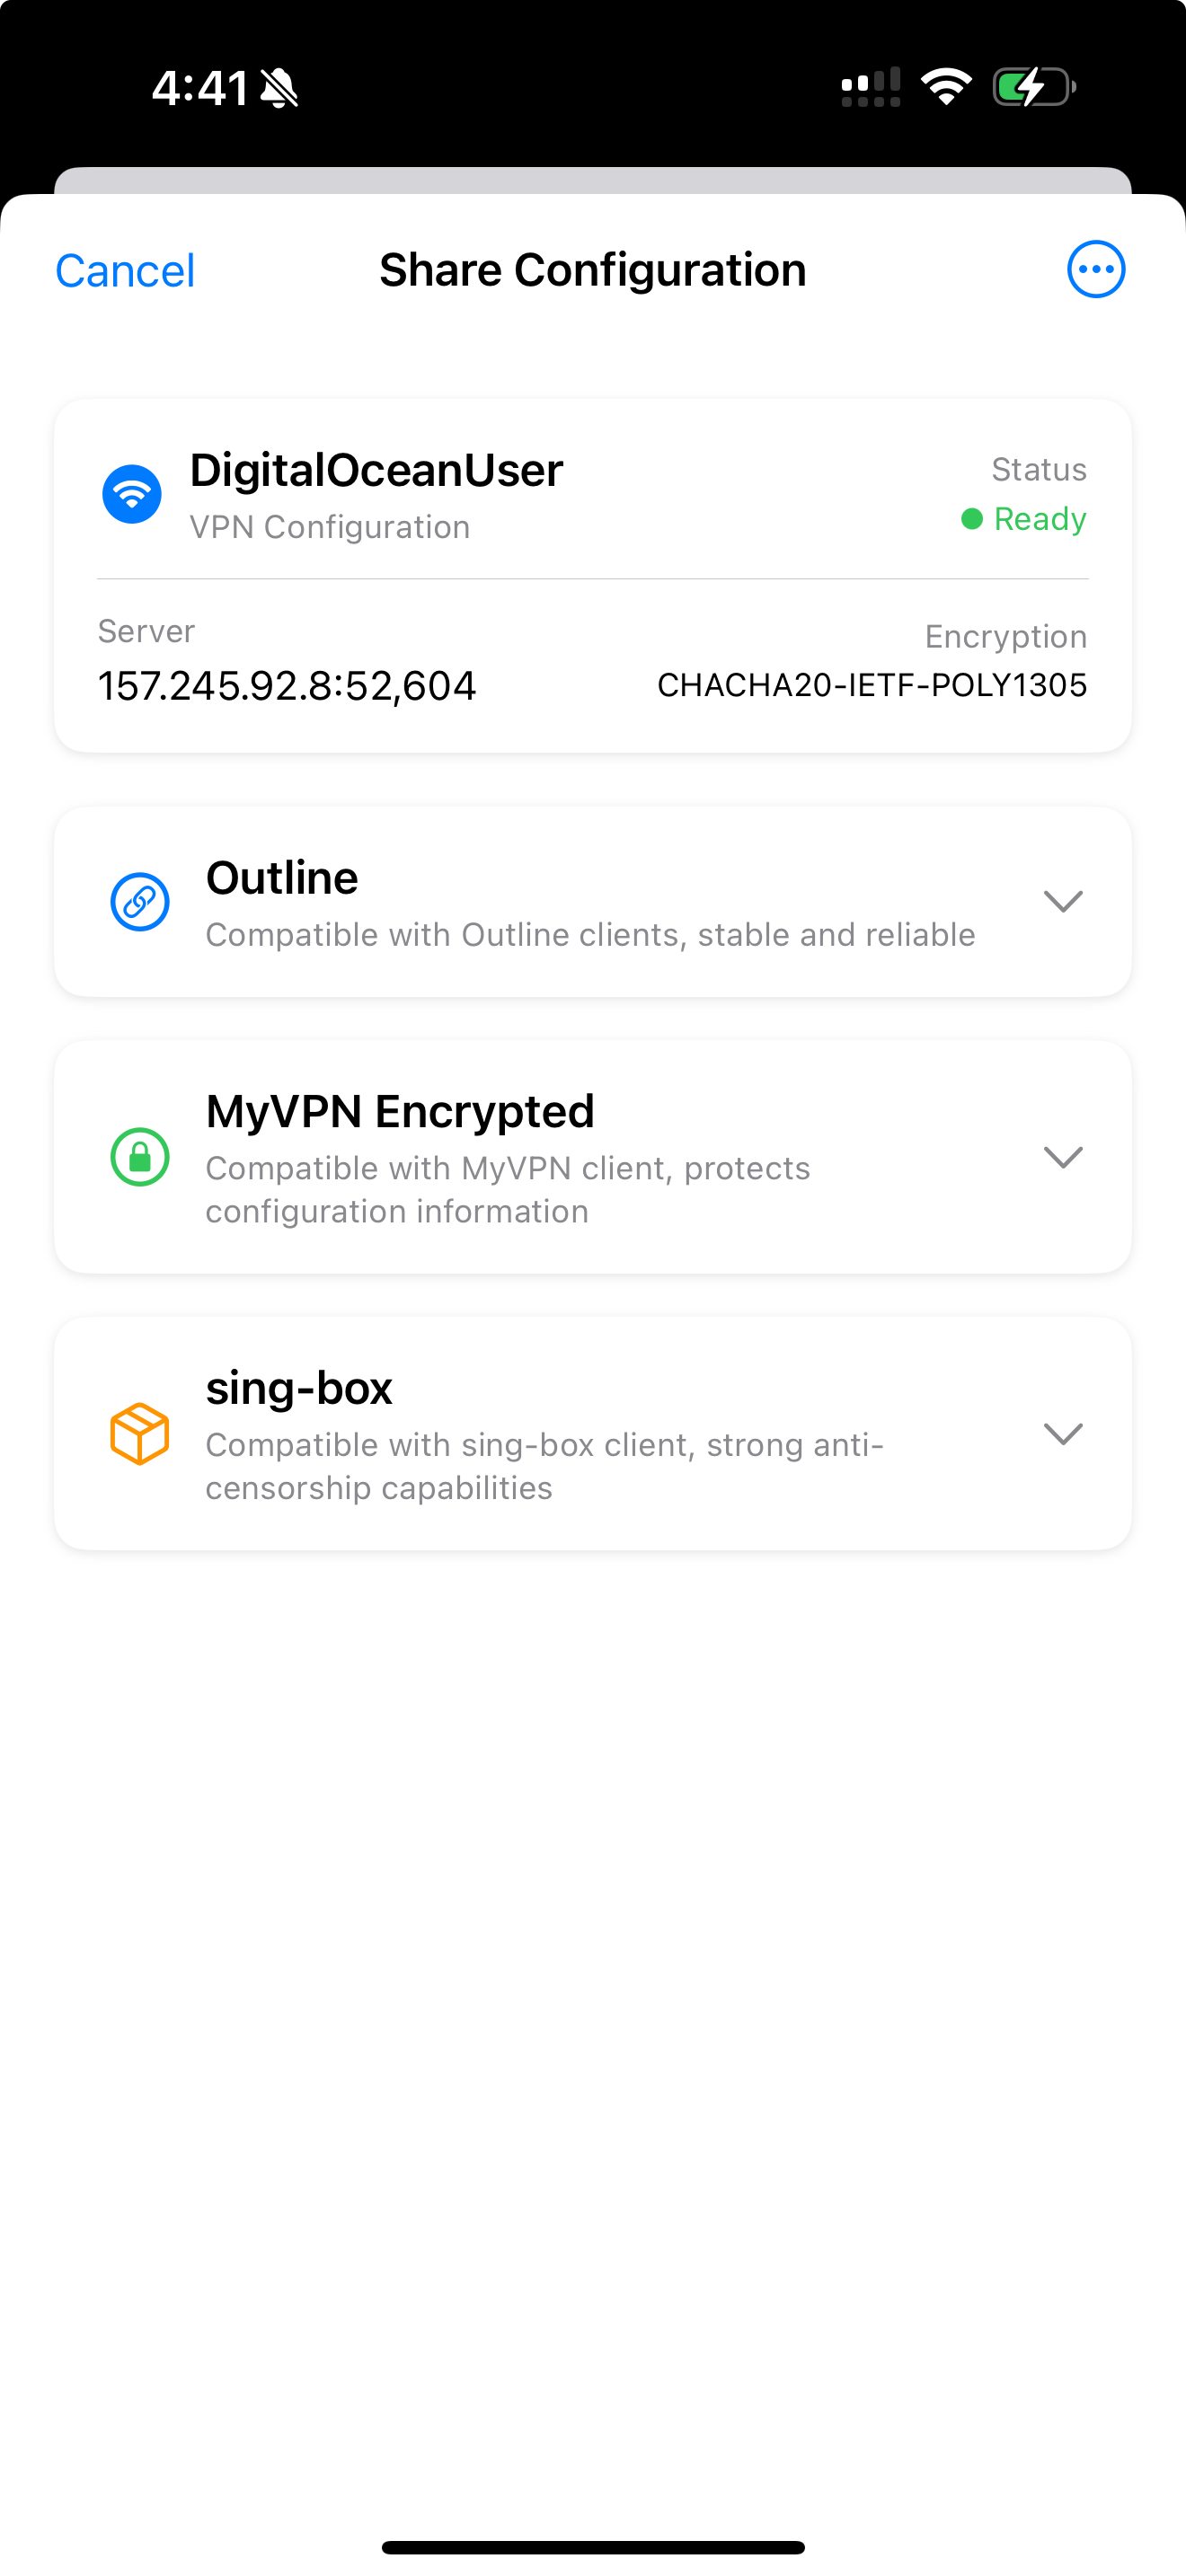 4:41
Cancel
Share Configuration
DigitalOceanUser
VPN Configuration
Status
Ready
Server
157.245.92.8:52,604
Encryption
CHACHA20-IETF-POLY1305
Outline
Compatible with Outline clients, stable and reliable
MyVPN Encrypted
Compatible with MyVPN client, protects
configuration information
sing-box
Compatible with sing-box client, strong anti-
censorship capabilities